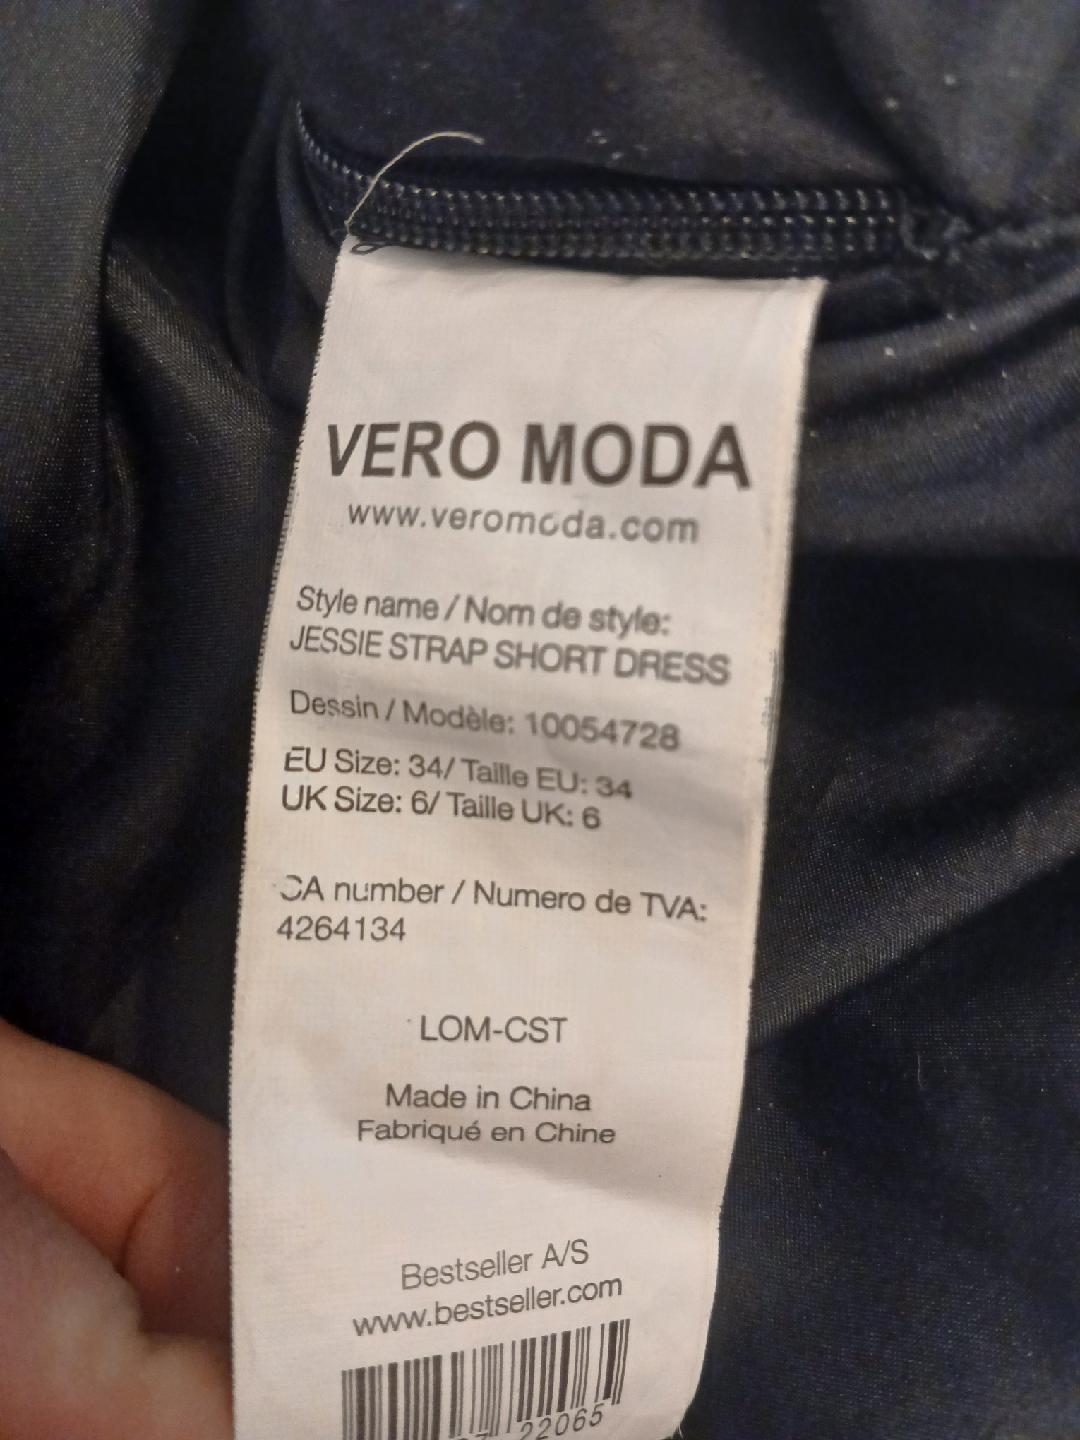 VERO MODA
www.veromoda.com
Style name / Nom de style:
JESSIE STRAP SHORT DRESS
Dessin / Modèle: 10054728
EU Size: 34/ Taille EU: 34
UK Size: 6/ Taille UK: 6
CA number / Numero de TVA:
4264134
LOM-CST
Made in China
Fabriqué en Chine
Bestseller A/S
www.bestseller.com
22065